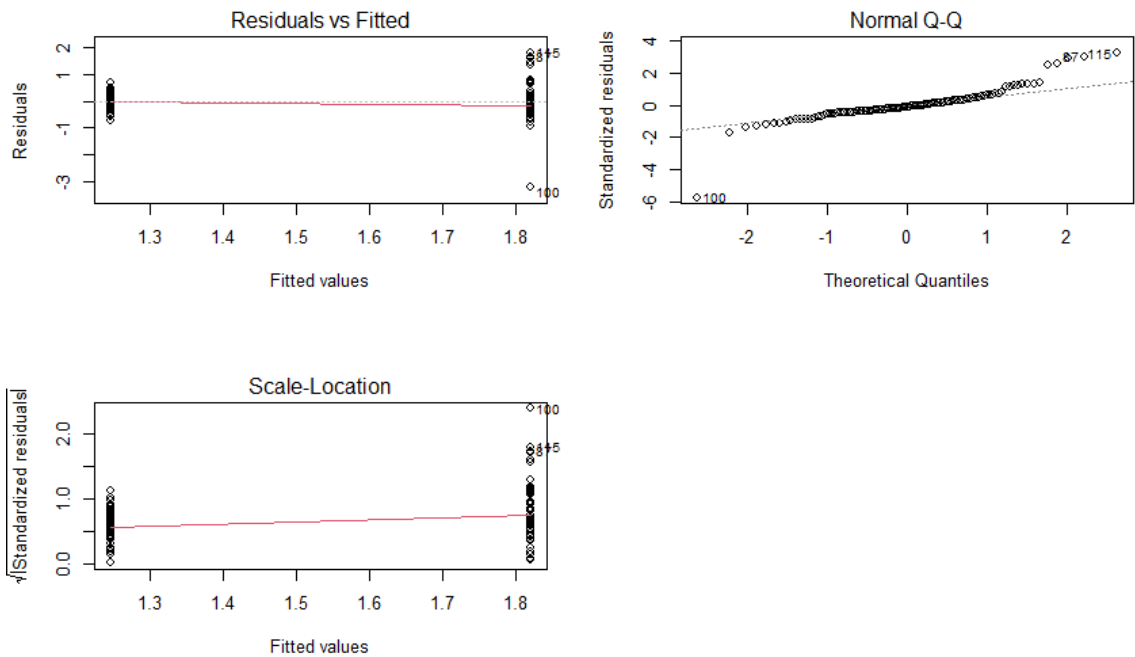 Residuals vs Fitted
Residuals
2
1
-1
-3
115
100
1.3 1.4 1.5 1.6 1.7 1.8
Fitted values
Normal Q-Q
Standardized residuals
4
2
0
-2
-4
-6
87 115
100
-2 -1 0 1 2
Theoretical Quantiles
Scale-Location
√|Standardized residuals|
2.0
1.0
0.0
100
115
1.3 1.4 1.5 1.6 1.7 1.8
Fitted values